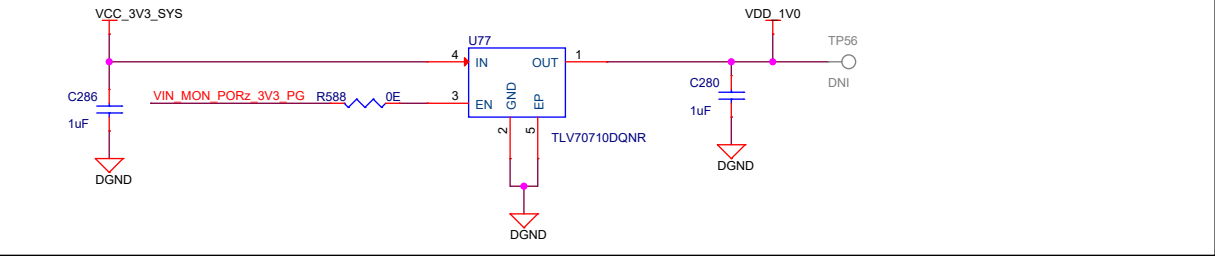 VCC_3V3_SYS
VDD_1V0
U77
TP56
4
IN
OUT
1
DNI
C286
VIN_MON_PORz_3V3_PG
R588
0E
3
EN
GND
EP
C280
1uF
1uF
2
5
TLV70710DQNR
DGND
DGND
DGND